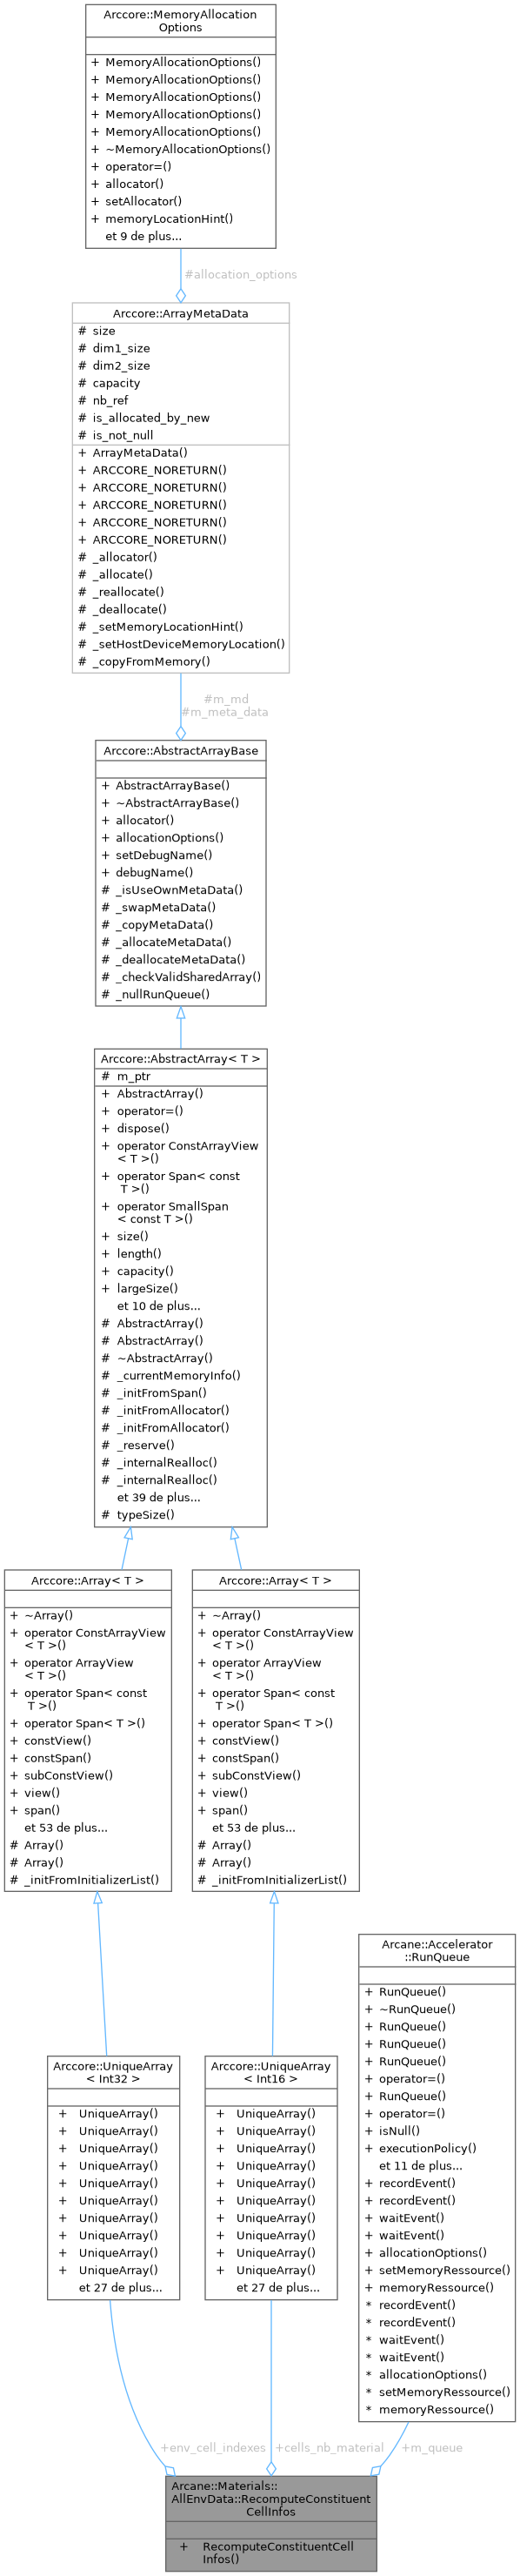 Arccore::MemoryAllocation
Options
+ MemoryAllocationOptions()
+ MemoryAllocationOptions()
+ MemoryAllocationOptions()
+ MemoryAllocationOptions()
+ MemoryAllocationOptions()
+ ~MemoryAllocationOptions()
+ operator=()
+ allocator()
+ setAllocator()
+ memoryLocationHint()
et 9 de plus...
#allocation_options
Arccore::ArrayMetaData
# size
# dim1_size
# dim2_size
# capacity
# nb_ref
# is_allocated_by_new
# is_not_null
+ ArrayMetaData()
+ ARCCORE_NORETURN()
+ ARCCORE_NORETURN()
+ ARCCORE_NORETURN()
+ ARCCORE_NORETURN()
+ ARCCORE_NORETURN()
# _allocator()
# _allocate()
# _reallocate()
# _deallocate()
# _setMemoryLocationHint()
# _setHostDeviceMemoryLocation()
# _copyFromMemory()
#m_md
#m_meta_data
Arccore::AbstractArrayBase
+ AbstractArrayBase()
+ ~AbstractArrayBase()
+ allocator()
+ allocationOptions()
+ setDebugName()
+ debugName()
# _isUseOwnMetaData()
# _swapMetaData()
# _copyMetaData()
# _allocateMetaData()
# _deallocateMetaData()
# _checkValidSharedArray()
# _nullRunQueue()
Arccore::AbstractArray< T >
# m_ptr
+ AbstractArray()
+ operator=()
+ dispose()
+ operator ConstArrayView
< T >()
+ operator Span< const
T >()
+ operator SmallSpan
< const T >()
+ size()
+ length()
+ capacity()
+ largeSize()
et 10 de plus...
# AbstractArray()
# AbstractArray()
# ~AbstractArray()
# _currentMemoryInfo()
# _initFromSpan()
# _initFromAllocator()
# _initFromAllocator()
# _reserve()
# _internalRealloc()
# _internalRealloc()
et 39 de plus...
# typeSize()
Arccore::Array< T >
+ ~Array()
+ operator ConstArrayView
< T >()
+ operator ArrayView
< T >()
+ operator Span< const
T >()
+ operator Span< T >()
+ constView()
+ constSpan()
+ subConstView()
+ view()
+ span()
et 53 de plus...
# Array()
# Array()
# _initFromInitializerList()
Arccore::Array< T >
+ ~Array()
+ operator ConstArrayView
< T >()
+ operator ArrayView
< T >()
+ operator Span< const
T >()
+ operator Span< T >()
+ constView()
+ constSpan()
+ subConstView()
+ view()
+ span()
et 53 de plus...
# Array()
# Array()
# _initFromInitializerList()
Arccore::UniqueArray
< Int32 >
+ UniqueArray()
+ UniqueArray()
+ UniqueArray()
+ UniqueArray()
+ UniqueArray()
+ UniqueArray()
+ UniqueArray()
+ UniqueArray()
+ UniqueArray()
+ UniqueArray()
et 27 de plus...
Arccore::UniqueArray
< Int16 >
+ UniqueArray()
+ UniqueArray()
+ UniqueArray()
+ UniqueArray()
+ UniqueArray()
+ UniqueArray()
+ UniqueArray()
+ UniqueArray()
+ UniqueArray()
+ UniqueArray()
et 27 de plus...
Arcane::Accelerator
::RunQueue
+ RunQueue()
+ ~RunQueue()
+ RunQueue()
+ RunQueue()
+ RunQueue()
+ operator=()
+ RunQueue()
+ operator=()
+ isNull()
+ executionPolicy()
et 11 de plus...
+ recordEvent()
+ recordEvent()
+ waitEvent()
+ waitEvent()
+ allocationOptions()
+ setMemoryRessource()
+ memoryRessource()
* recordEvent()
* recordEvent()
* waitEvent()
* waitEvent()
* allocationOptions()
* setMemoryRessource()
* memoryRessource()
+env_cell_indexes
+cells_nb_material
+m_queue
Arcane::Materials::
AllEnvData::RecomputeConstituent
CellInfos
+ RecomputeConstituentCell
Infos()